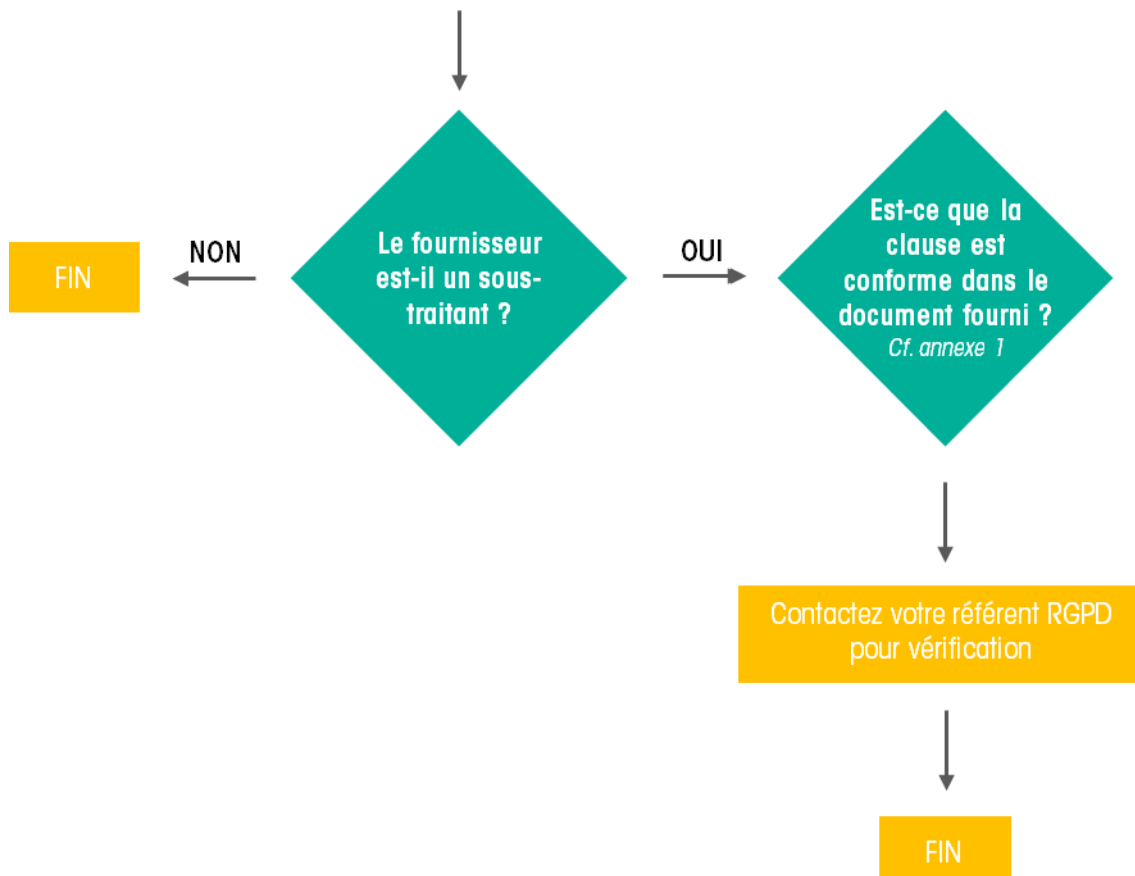 NON
FIN
Le fournisseur
est-il un sous-
traitant ?
OUI
Est-ce que la
clause est
conforme dans le
document fourni ?
Cf. annexe 1
Contactez votre référent RGPD
pour vérification
FIN